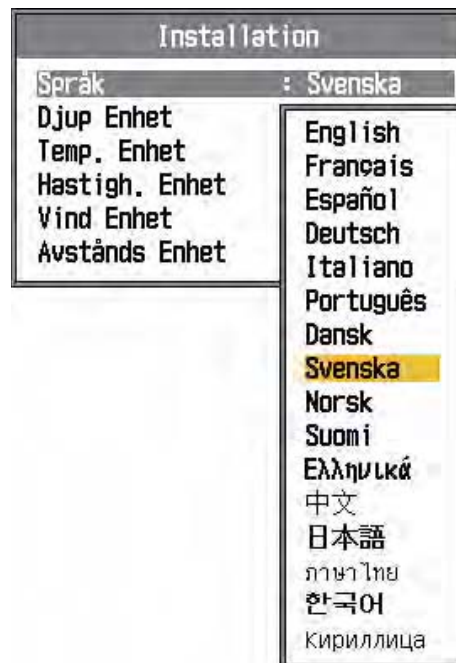 Installation
Språk : Svenska
Djup Enhet
Temp. Enhet
Hastigh. Enhet
Vind Enhet
Avstånds Enhet
English
Français
Español
Deutsch
Italiano
Português
Dansk
Svenska
Norsk
Suomi
Ελληνικά
中文
日本語
ภาษาไทย
한국어
Кириллица